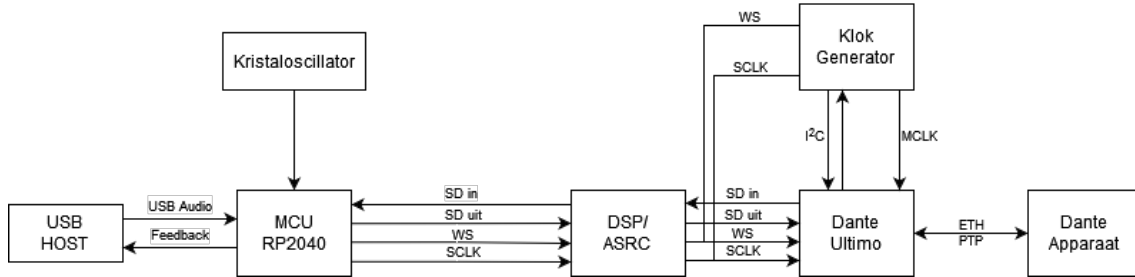 WS
Klok
Generator
Kristaloscillator
SCLK
I²C
MCLK
USB
HOST
USB Audio
Feedback
MCU
RP2040
SD in
SD uit
WS
SCLK
DSP/
ASRC
SD in
SD uit
WS
SCLK
Dante
Ultimo
ETH
PTP
Dante
Apparaat